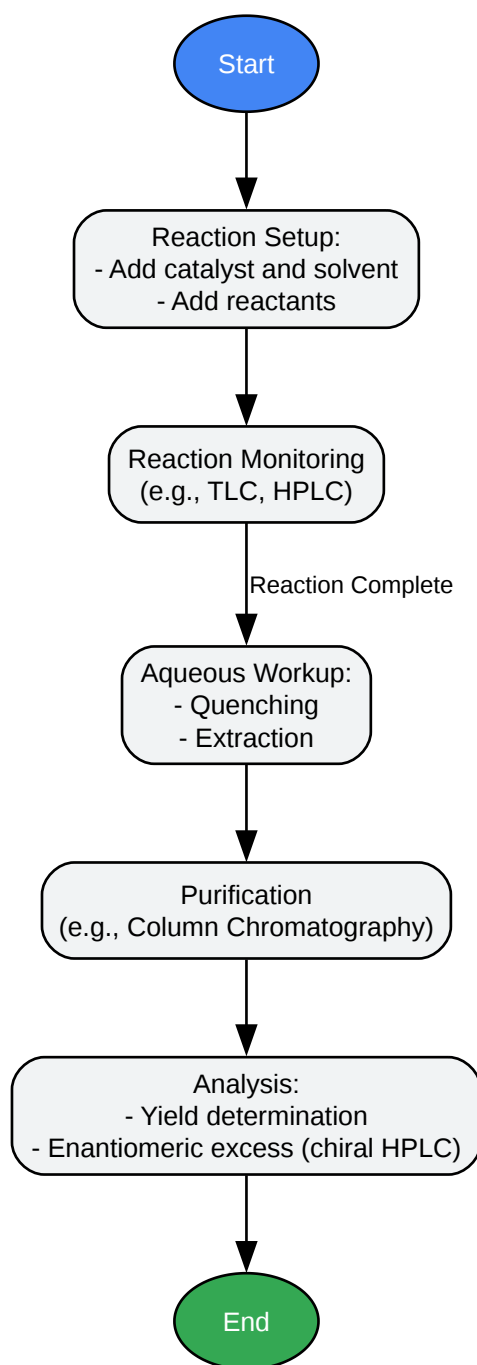 Start
Reaction Setup:
- Add catalyst and solvent
- Add reactants
Reaction Monitoring
(e.g., TLC, HPLC)
Reaction Complete
Aqueous Workup:
- Quenching
- Extraction
Purification
(e.g., Column Chromatography)
Analysis:
- Yield determination
- Enantiomeric excess (chiral HPLC)
End